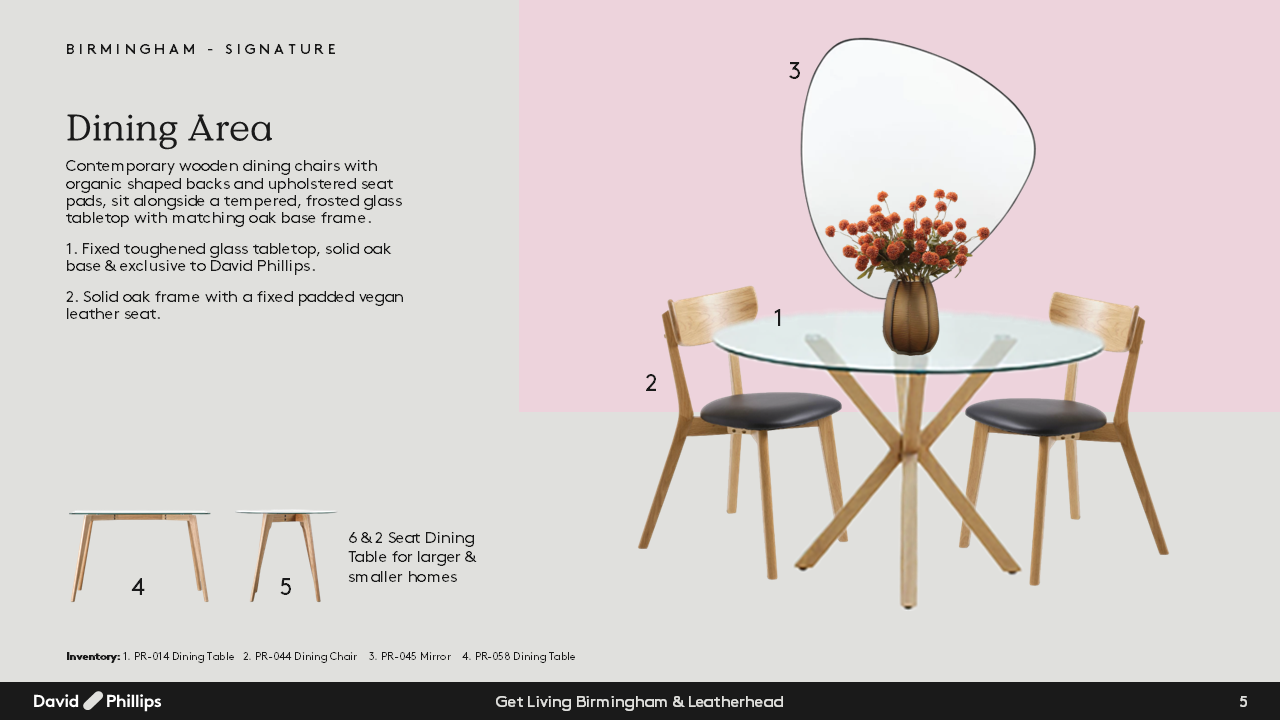 BIRMINGHAM - SIGNATURE
Dining Area
Contemporary wooden dining chairs with
organic shaped backs and upholstered seat
pads, sit alongside a tempered, frosted glass
tabletop with matching oak base frame.
1. Fixed toughened glass tabletop, solid oak
base & exclusive to David Phillips.
2. Solid oak frame with a fixed padded vegan
leather seat.
3
1
2
4
5
6 & 2 Seat Dining
Table for larger &
smaller homes
Inventory: 1. PR-014 Dining Table 2. PR-044 Dining Chair 3. PR-045 Mirror 4. PR-058 Dining Table
David Phillips
Get Living Birmingham & Leatherhead
5